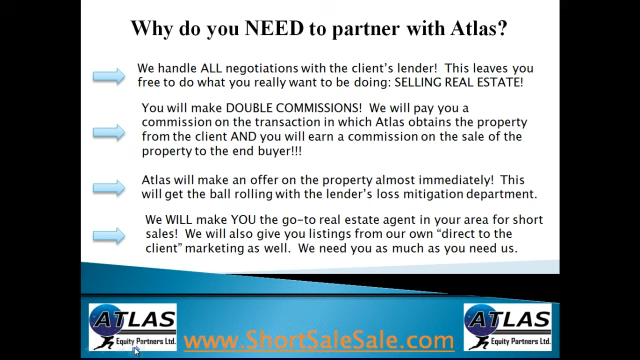 Why do you NEED to partner with Atlas?
We handle ALL negotiations with the client's lender! This leaves you
free to do what you really want to be doing: SELLING REAL ESTATE!
You will make DOUBLE COMMISSIONS! We will pay you a
commission on the transaction in which Atlas obtains the property
from the client AND you will earn a commission on the sale of the
property to the end buyer!!!
Atlas will make an offer on the property almost immediately! This
will get the ball rolling with the lender's loss mitigation department.
We WILL make YOU the go-to real estate agent in your area for short
sales! We will also give you listings from our own "direct to the
client" marketing as well. We need you as much as you need us.
ATLAS
Equity Partners Ltd.
www.ShortSaleSale.com
ATLAS
Equity Partners Ltd.